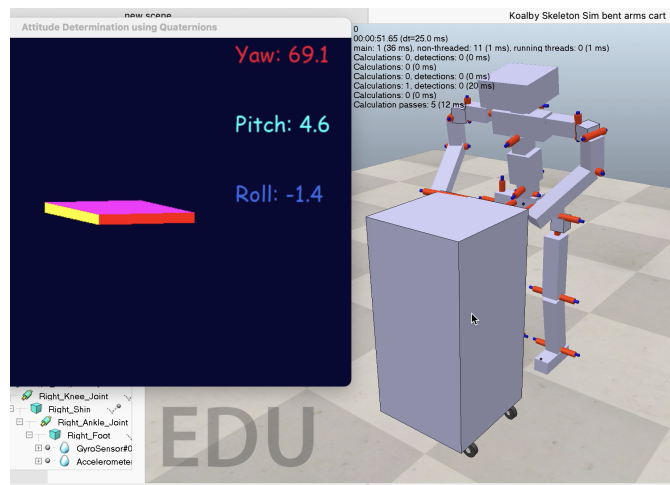 new scene
Koalby Skeleton Sim bent arms cart
Attitude Determination using Quaternions
Yaw: 69.1
Pitch: 4.6
Roll: -1.4
0
00:00:51.65 (dt=25.0 ms)
main: 1 (36 ms), non-threaded: 11 (1 ms), running threads: 0 (1 ms)
Calculations: 0, detections: 0 (0 ms)
Calculations: 0 (0 ms)
Calculations: 0, detections: 0 (0 ms)
Calculations: 1, detections: 0 (20 ms)
Calculations: 0 (0 ms)
Calculation passes: 5 (12 ms)
Right_Knee_Joint
Right_Shin
Right_Ankle_Joint
Right_Foot
GyroSensor#0
Acceleromete
EDU